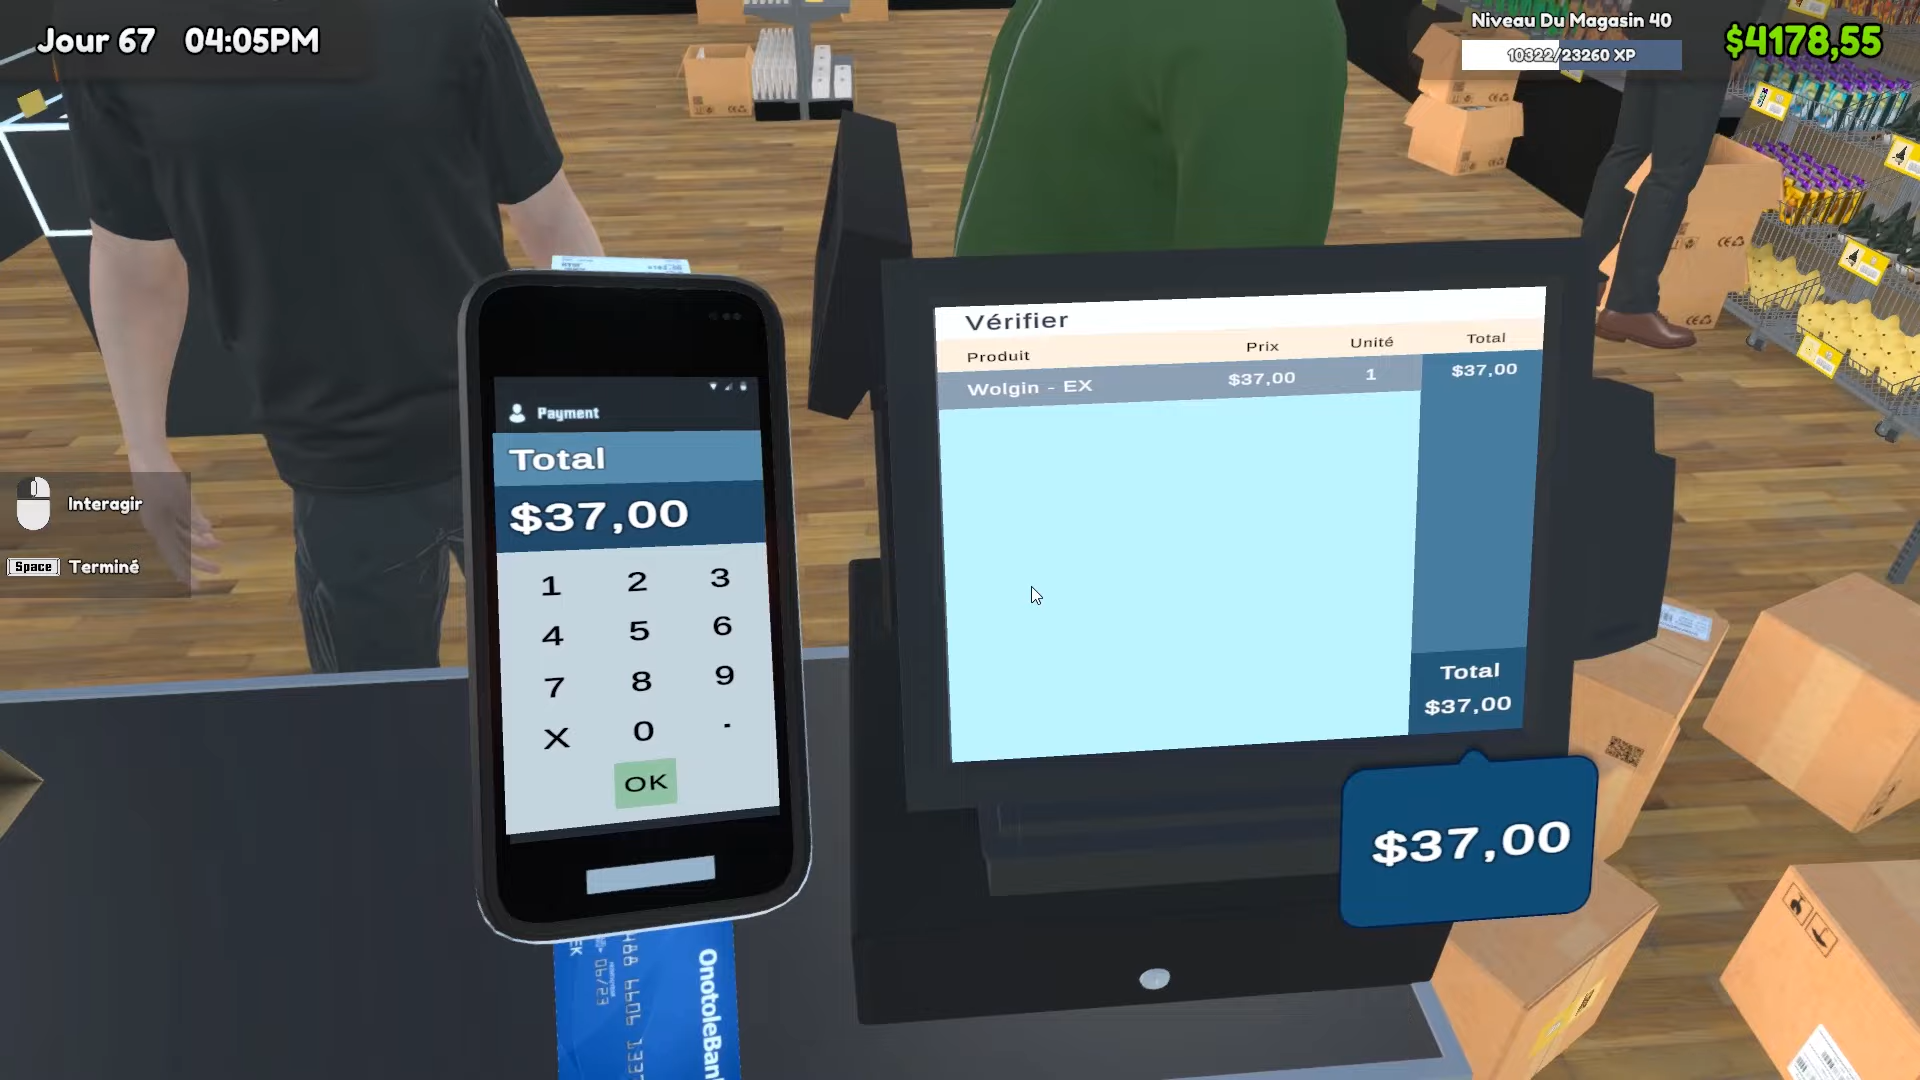 Jour 67 04:05PM
Niveau Du Magasin 40
10322/23260 XP
$4178,55
Interagir
Space Terminé
Payment
Total
$37,00
1 2 3
4 5 6
7 8 9
X 0 .
OK
OnotoleBan
Vérifier
Produit Prix Unité Total
Wolgin - EX $37,00 1 $37,00
Total
$37,00
$37,00